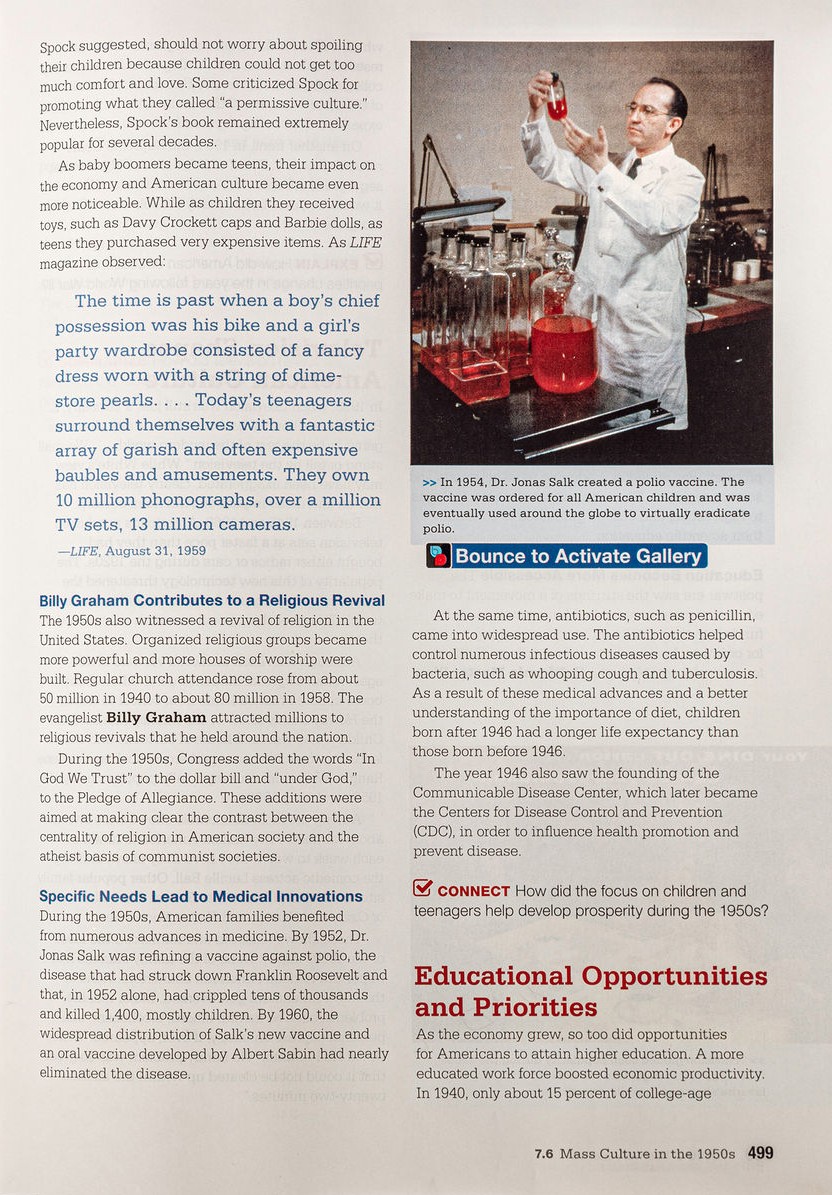 Spock suggested, should not worry about spoiling
their children because children could not get too
much comfort and love. Some criticized Spock for
promoting what they called “a permissive culture.”
Nevertheless, Spock’s book remained extremely
popular for several decades.
As baby boomers became teens, their impact on
the economy and American culture became even
more noticeable. While as children they received
toys, such as Davy Crockett caps and Barbie dolls, as
teens they purchased very expensive items. As LIFE
magazine observed:
The time is past when a boy’s chief
possession was his bike and a girl’s
party wardrobe consisted of a fancy
dress worn with a string of dime-
store pearls. . . . Today’s teenagers
surround themselves with a fantastic
array of garish and often expensive
baubles and amusements. They own
10 million phonographs, over a million
TV sets, 13 million cameras.
—LIFE, August 31, 1959
Billy Graham Contributes to a Religious Revival
The 1950s also witnessed a revival of religion in the
United States. Organized religious groups became
more powerful and more houses of worship were
built. Regular church attendance rose from about
50 million in 1940 to about 80 million in 1958. The
evangelist Billy Graham attracted millions to
religious revivals that he held around the nation.
During the 1950s, Congress added the words “In
God We Trust” to the dollar bill and “under God,”
to the Pledge of Allegiance. These additions were
aimed at making clear the contrast between the
centrality of religion in American society and the
atheist basis of communist societies.
Specific Needs Lead to Medical Innovations
During the 1950s, American families benefited
from numerous advances in medicine. By 1952, Dr.
Jonas Salk was refining a vaccine against polio, the
disease that had struck down Franklin Roosevelt and
that, in 1952 alone, had crippled tens of thousands
and killed 1,400, mostly children. By 1960, the
widespread distribution of Salk’s new vaccine and
an oral vaccine developed by Albert Sabin had nearly
eliminated the disease.
>> In 1954, Dr. Jonas Salk created a polio vaccine. The
vaccine was ordered for all American children and was
eventually used around the globe to virtually eradicate
polio.
Bounce to Activate Gallery
At the same time, antibiotics, such as penicillin,
came into widespread use. The antibiotics helped
control numerous infectious diseases caused by
bacteria, such as whooping cough and tuberculosis.
As a result of these medical advances and a better
understanding of the importance of diet, children
born after 1946 had a longer life expectancy than
those born before 1946.
The year 1946 also saw the founding of the
Communicable Disease Center, which later became
the Centers for Disease Control and Prevention
(CDC), in order to influence health promotion and
prevent disease.
CONNECT How did the focus on children and
teenagers help develop prosperity during the 1950s?
Educational Opportunities
and Priorities
As the economy grew, so too did opportunities
for Americans to attain higher education. A more
educated work force boosted economic productivity.
In 1940, only about 15 percent of college-age
7.6 Mass Culture in the 1950s 499